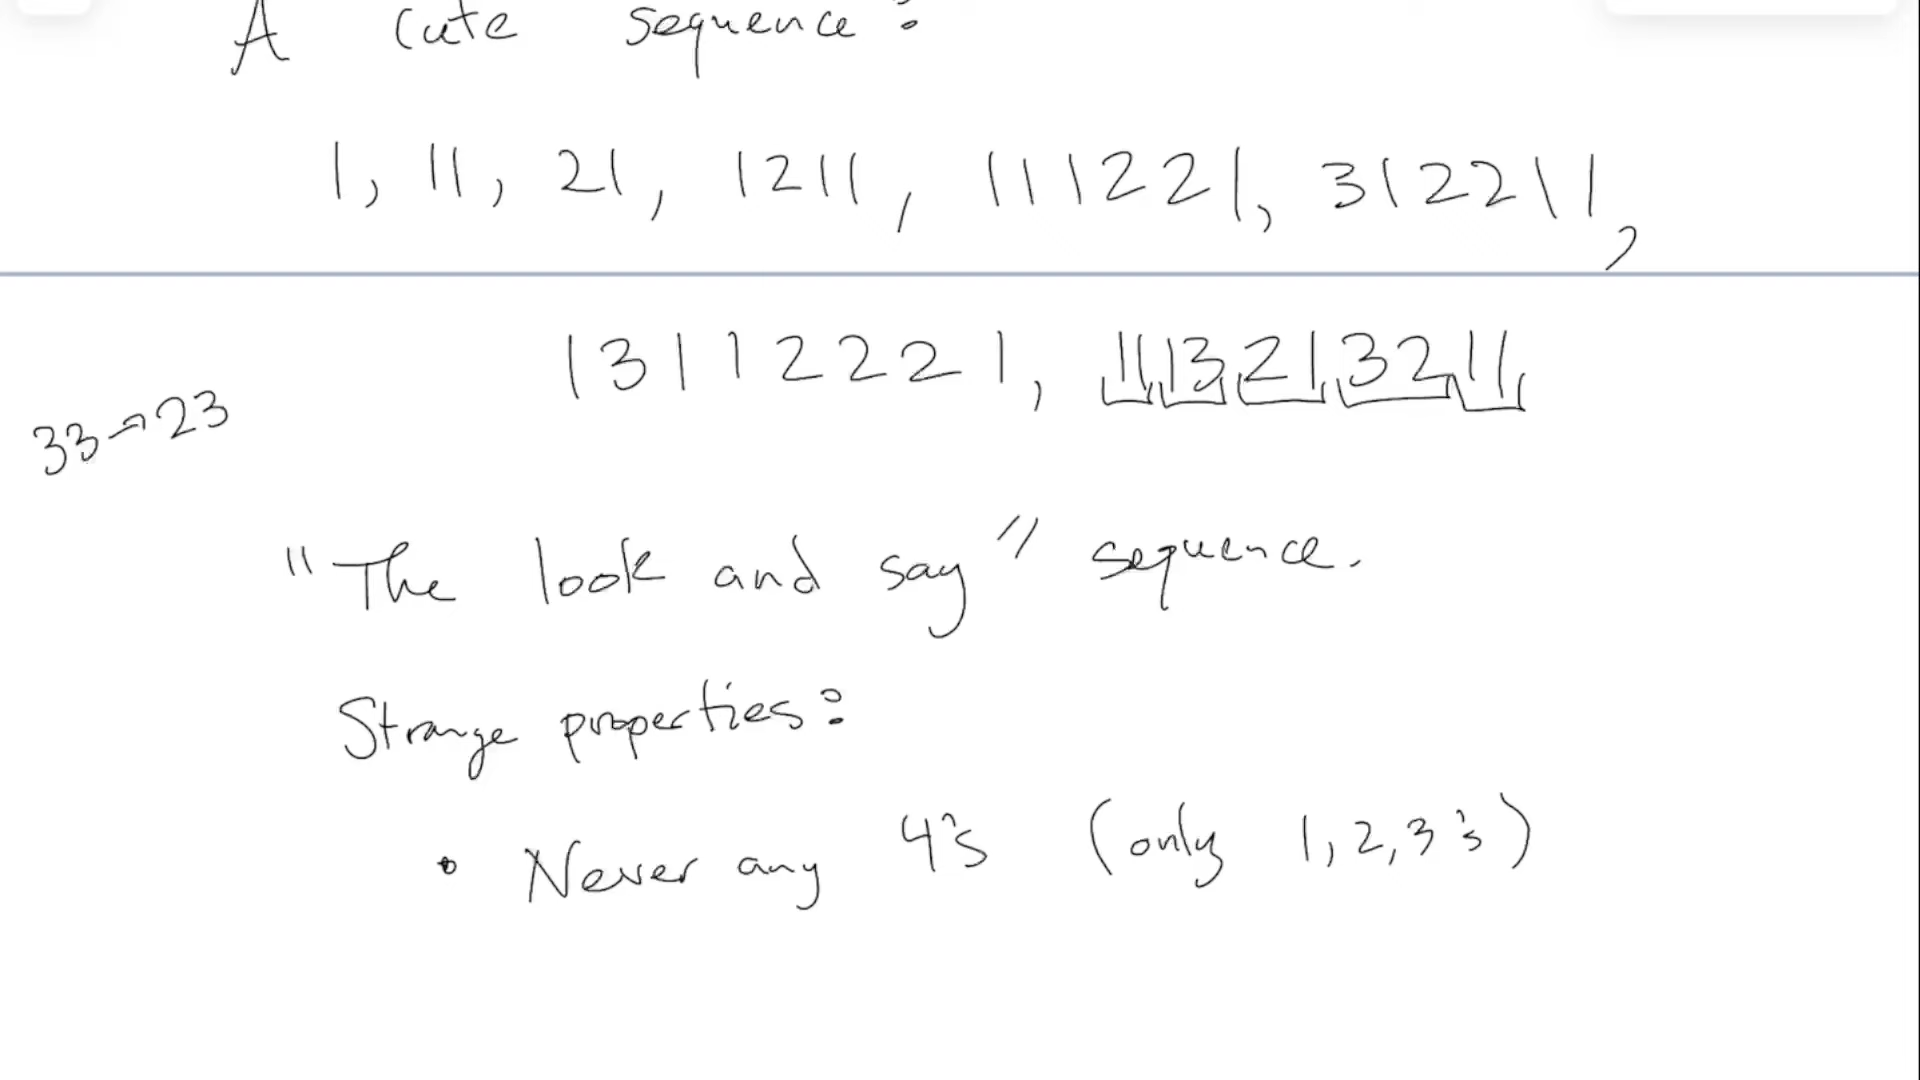 A cute sequence:
1, 11, 21, 1211, 111221, 312211,
13112221, 1113213211,
33→23
"The look and say" sequence.
Strange properties:
• Never any 4's (only 1,2,3's)